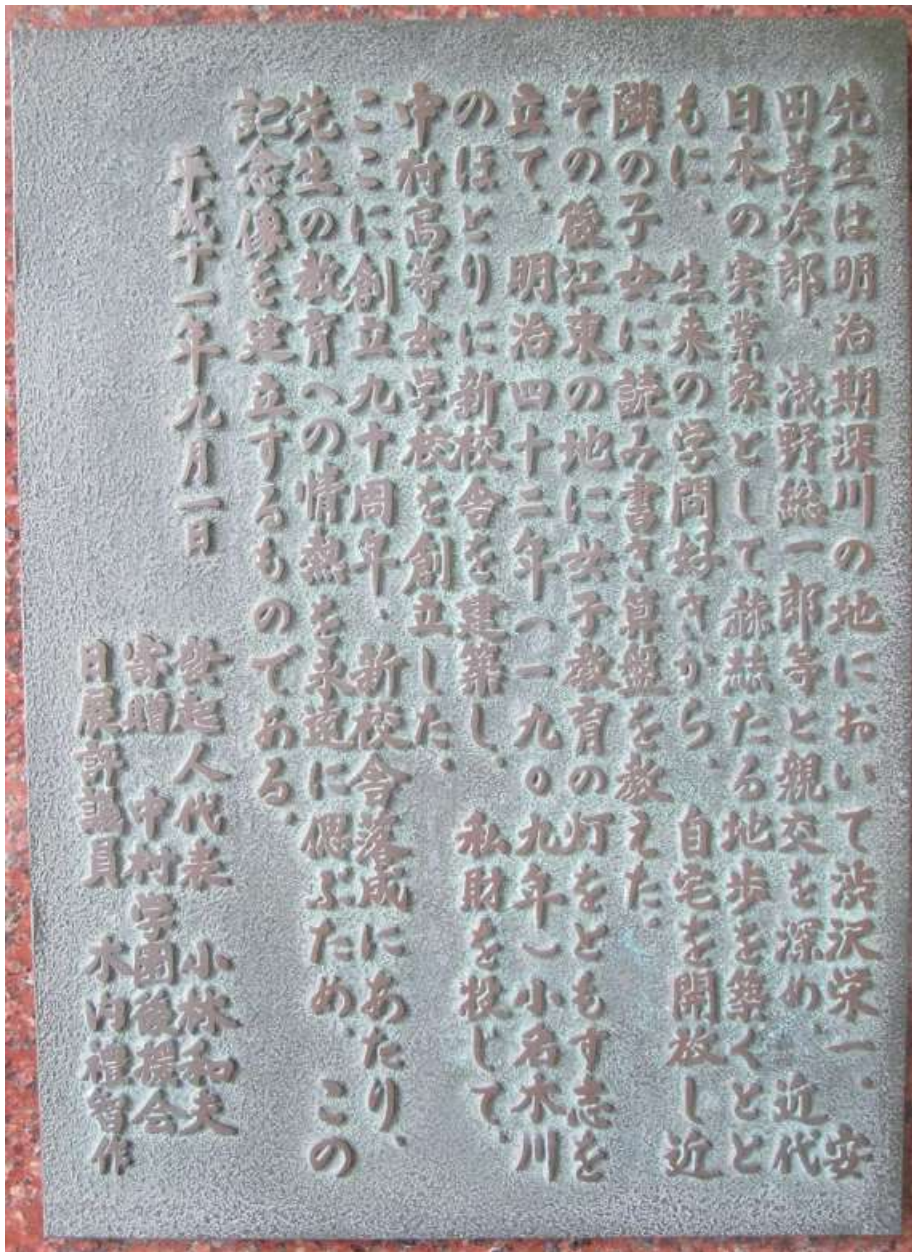 先生は明治期深川の地において渋沢栄一、安
田善次郎、浅野総一郎等と親交を深め、近代
日本の実業家として赫々たる地歩を築くとと
もに、生来の学問好きから、自宅を開放し近
隣の子女に読み書き算盤を教えた。
その後江東の地に女子教育の灯をともす志を
立て、明治四十二年(一九〇九年)小名木川
のほとりに新校舎を建築し、私財を投じて、
中村高等女学校を創立した。
ここに創立九十周年、新校舎落成にあたり、
先生の教育への情熱を永遠に偲ぶため、この
記念像を建立するものである。
平成十一年九月一日
発起人代表 小林和夫
寄贈 中村学園後援会
日展評議員 木内禮智作